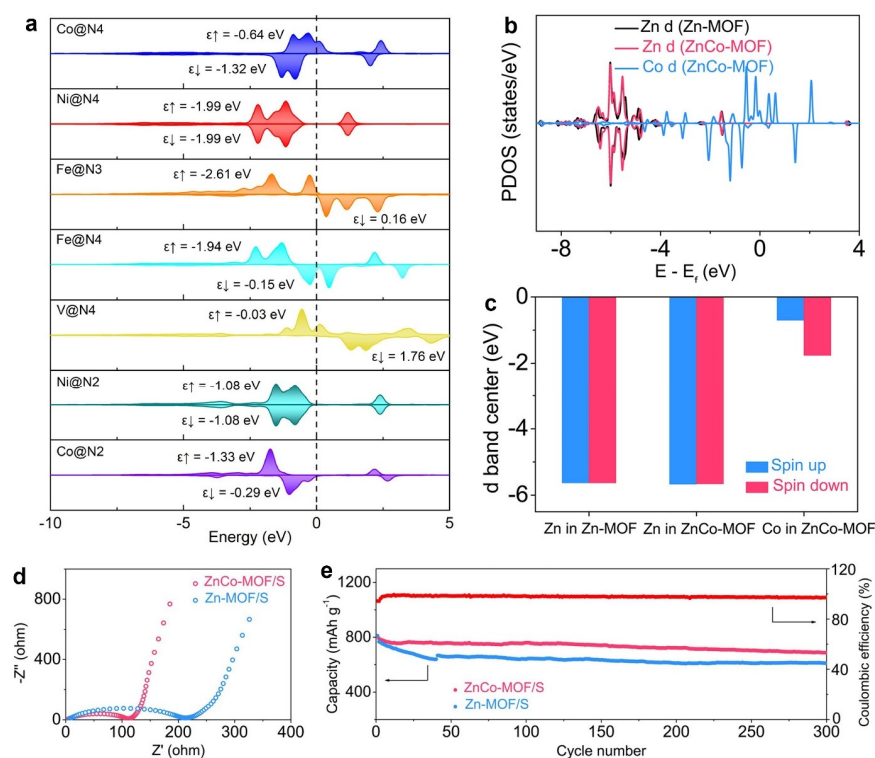 a
Co@N4
ε↑ = -0.64 eV
ε↓ = -1.32 eV
Ni@N4
ε↑ = -1.99 eV
ε↓ = -1.99 eV
Fe@N3
ε↑ = -2.61 eV
ε↓ = 0.16 eV
Fe@N4
ε↑ = -1.94 eV
ε↓ = -0.15 eV
V@N4
ε↑ = -0.03 eV
ε↓ = 1.76 eV
Ni@N2
ε↑ = -1.08 eV
ε↓ = -1.08 eV
Co@N2
ε↑ = -1.33 eV
ε↓ = -0.29 eV
-10 -5 0 5
Energy (eV)
b
PDOS (states/eV)
Zn d (Zn-MOF)
Zn d (ZnCo-MOF)
Co d (ZnCo-MOF)
-8 -4 0 4
E - Ef (eV)
c
d band center (eV)
0
-2
-4
-6
Spin up
Spin down
Zn in Zn-MOF Zn in ZnCo-MOF Co in ZnCo-MOF
d
-Z'' (ohm)
800
400
0
ZnCo-MOF/S
Zn-MOF/S
0 100 200 300 400
Z' (ohm)
e
Capacity (mAh g⁻¹)
1200
800
400
ZnCo-MOF/S
Zn-MOF/S
120
80
40
0
Coulombic efficiency (%)
0 50 100 150 200 250 300
Cycle number